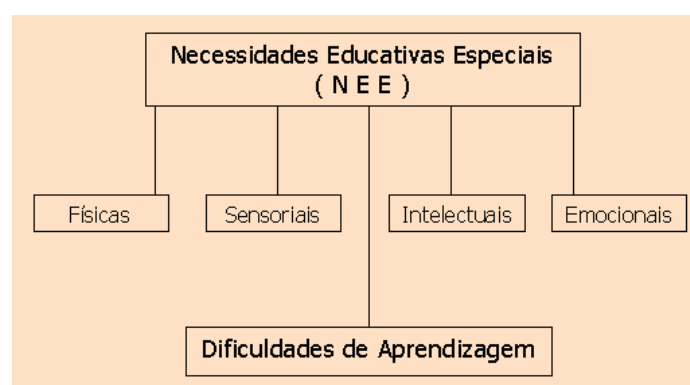 Necessidades Educativas Especiais
( N E E )
Físicas
Sensoriais
Intelectuais
Emocionais
Dificuldades de Aprendizagem